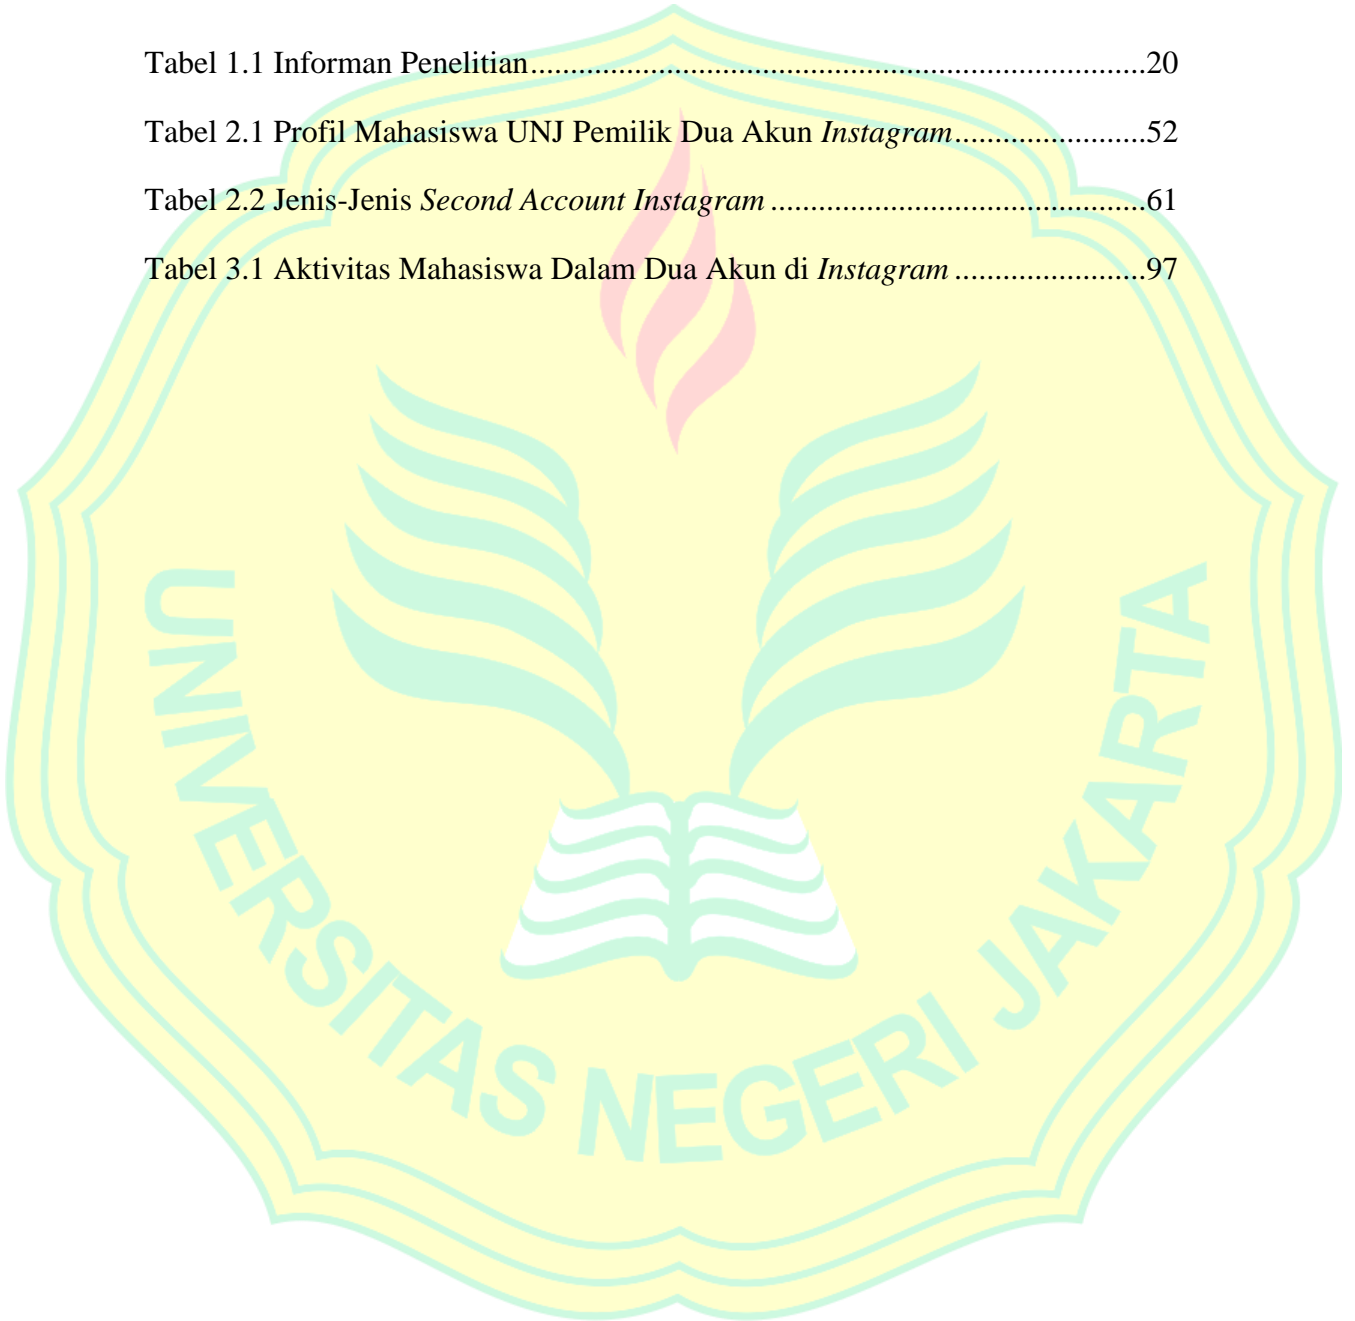 Tabel 1.1 Informan Penelitian.............................................................................20
Tabel 2.1 Profil Mahasiswa UNJ Pemilik Dua Akun Instagram........................52
Tabel 2.2 Jenis-Jenis Second Account Instagram ...............................................61
Tabel 3.1 Aktivitas Mahasiswa Dalam Dua Akun di Instagram ........................97
UNIVERSITAS NEGERI JAKARTA